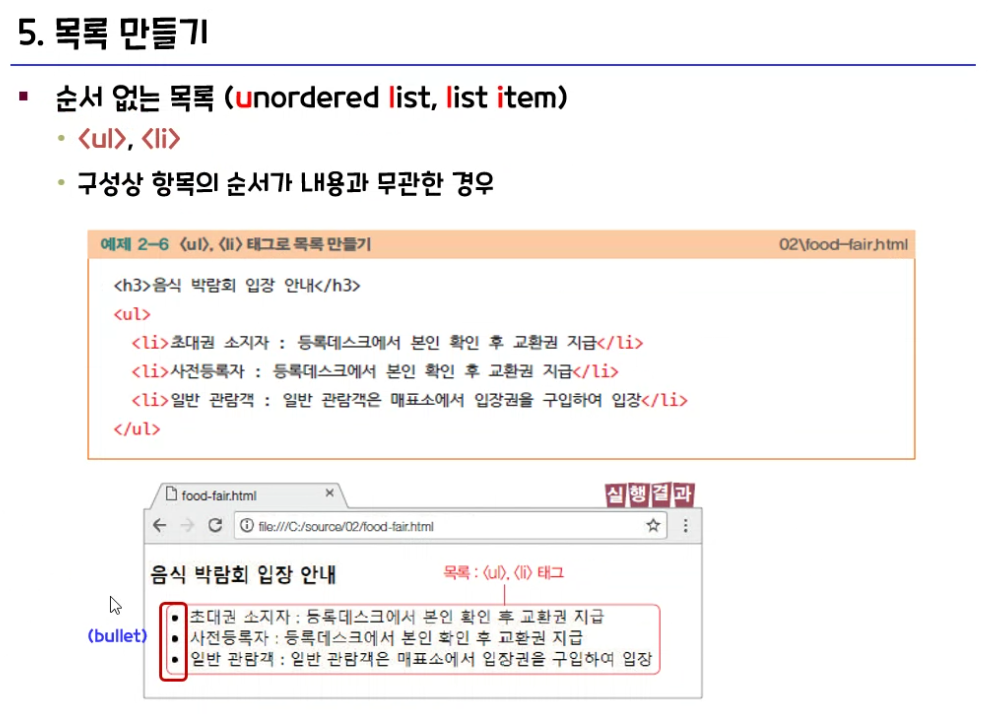 5. 목록 만들기
순서 없는 목록 (unordered list, list item)
<ul>, <li>
구성상 항목의 순서가 내용과 무관한 경우
예제 2-6 <ul>, <li> 태그로 목록 만들기 02\food-fair.html
<h3>음식 박람회 입장 안내</h3>
<ul>
<li>초대권 소지자 : 등록데스크에서 본인 확인 후 교환권 지급</li>
<li>사전등록자 : 등록데스크에서 본인 확인 후 교환권 지급</li>
<li>일반 관람객 : 일반 관람객은 매표소에서 입장권을 구입하여 입장</li>
</ul>
food-fair.html
실행결과
file:///C:/source/02/food-fair.html
음식 박람회 입장 안내
목록 : <ul>, <li> 태그
• 초대권 소지자 : 등록데스크에서 본인 확인 후 교환권 지급
(bullet)
• 사전등록자 : 등록데스크에서 본인 확인 후 교환권 지급
• 일반 관람객 : 일반 관람객은 매표소에서 입장권을 구입하여 입장